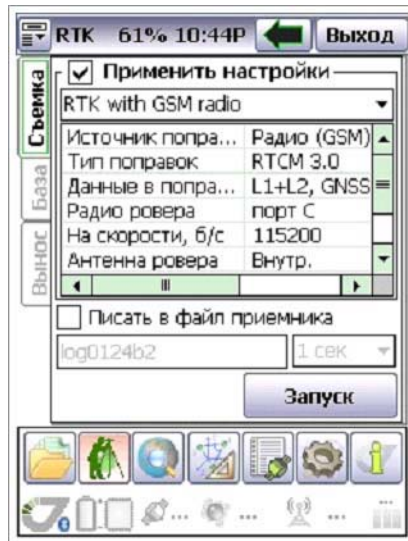 RTK 61% 10:44P Выход
Съемка
База
Вынос
Применить настройки
RTK with GSM radio
Источник попра... Радио (GSM)
Тип поправок RTCM 3.0
Данные в попра... L1+L2, GNSS
Радио ровера порт C
На скорости, б/с 115200
Антенна ровера Внутр.
Писать в файл приемника
log0124b2 1 сек
Запуск
... ... ...